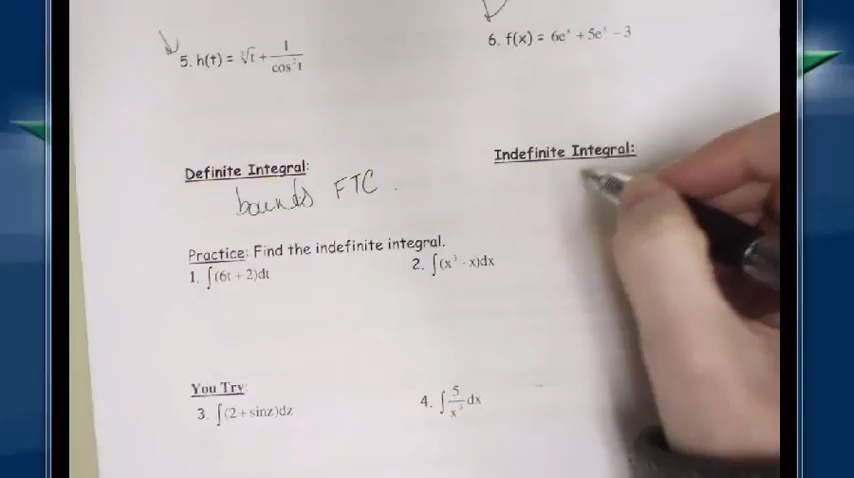 5. h(t) = ∛t + 1/cos²t
6. f(x) = 6eˣ + 5eˣ − 3
Definite Integral:
Indefinite Integral:
bounds FTC .
Practice: Find the indefinite integral.
1. ∫(6t + 2)dt
2. ∫(x³ - x)dx
You Try:
3. ∫(2 + sinz)dz
4. ∫5/x³ dx